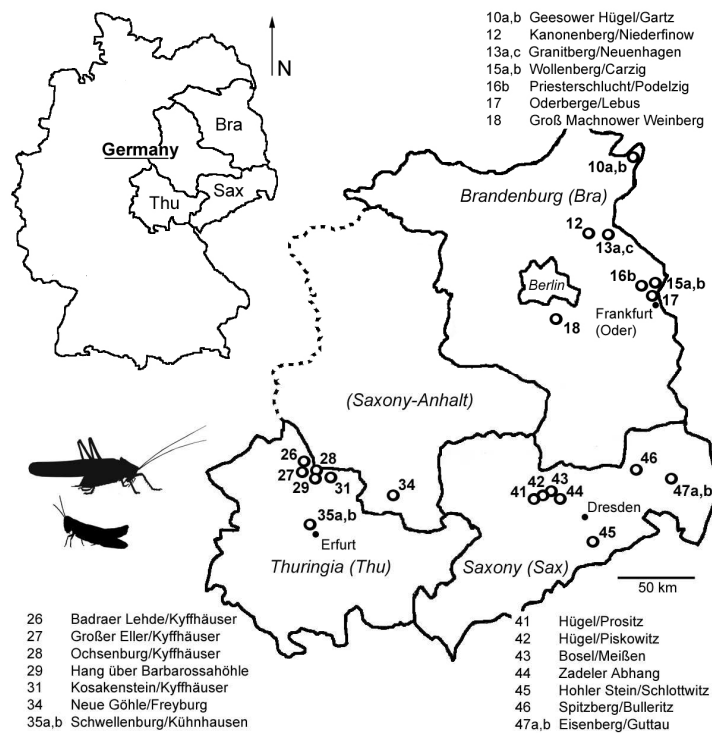 10a,b Geesower Hügel/Gartz
12 Kanonenberg/Niederfinow
13a,c Granitberg/Neuenhagen
15a,b Wollenberg/Carzig
16b Priesterschlucht/Podelzig
17 Oderberge/Lebus
18 Groß Machnower Weinberg
N
Bra
Germany
Sax
Thu
10a,b
Brandenburg (Bra)
12
13a,c
Berlin
16b
15a,b
17
Frankfurt
(Oder)
18
(Saxony-Anhalt)
26
28
27
29
31
34
35a,b
Erfurt
Thuringia (Thu)
46
43
42
41
44
47a,b
Dresden
45
Saxony (Sax)
50 km
26 Badraer Lehde/Kyffhäuser
27 Großer Eller/Kyffhäuser
28 Ochsenburg/Kyffhäuser
29 Hang über Barbarossahöhle
31 Kosakenstein/Kyffhäuser
34 Neue Göhle/Freyburg
35a,b Schwellenburg/Kühnhausen
41 Hügel/Prositz
42 Hügel/Piskowitz
43 Bosel/Meißen
44 Zadeler Abhang
45 Hohler Stein/Schlottwitz
46 Spitzberg/Bulleritz
47a,b Eisenberg/Guttau